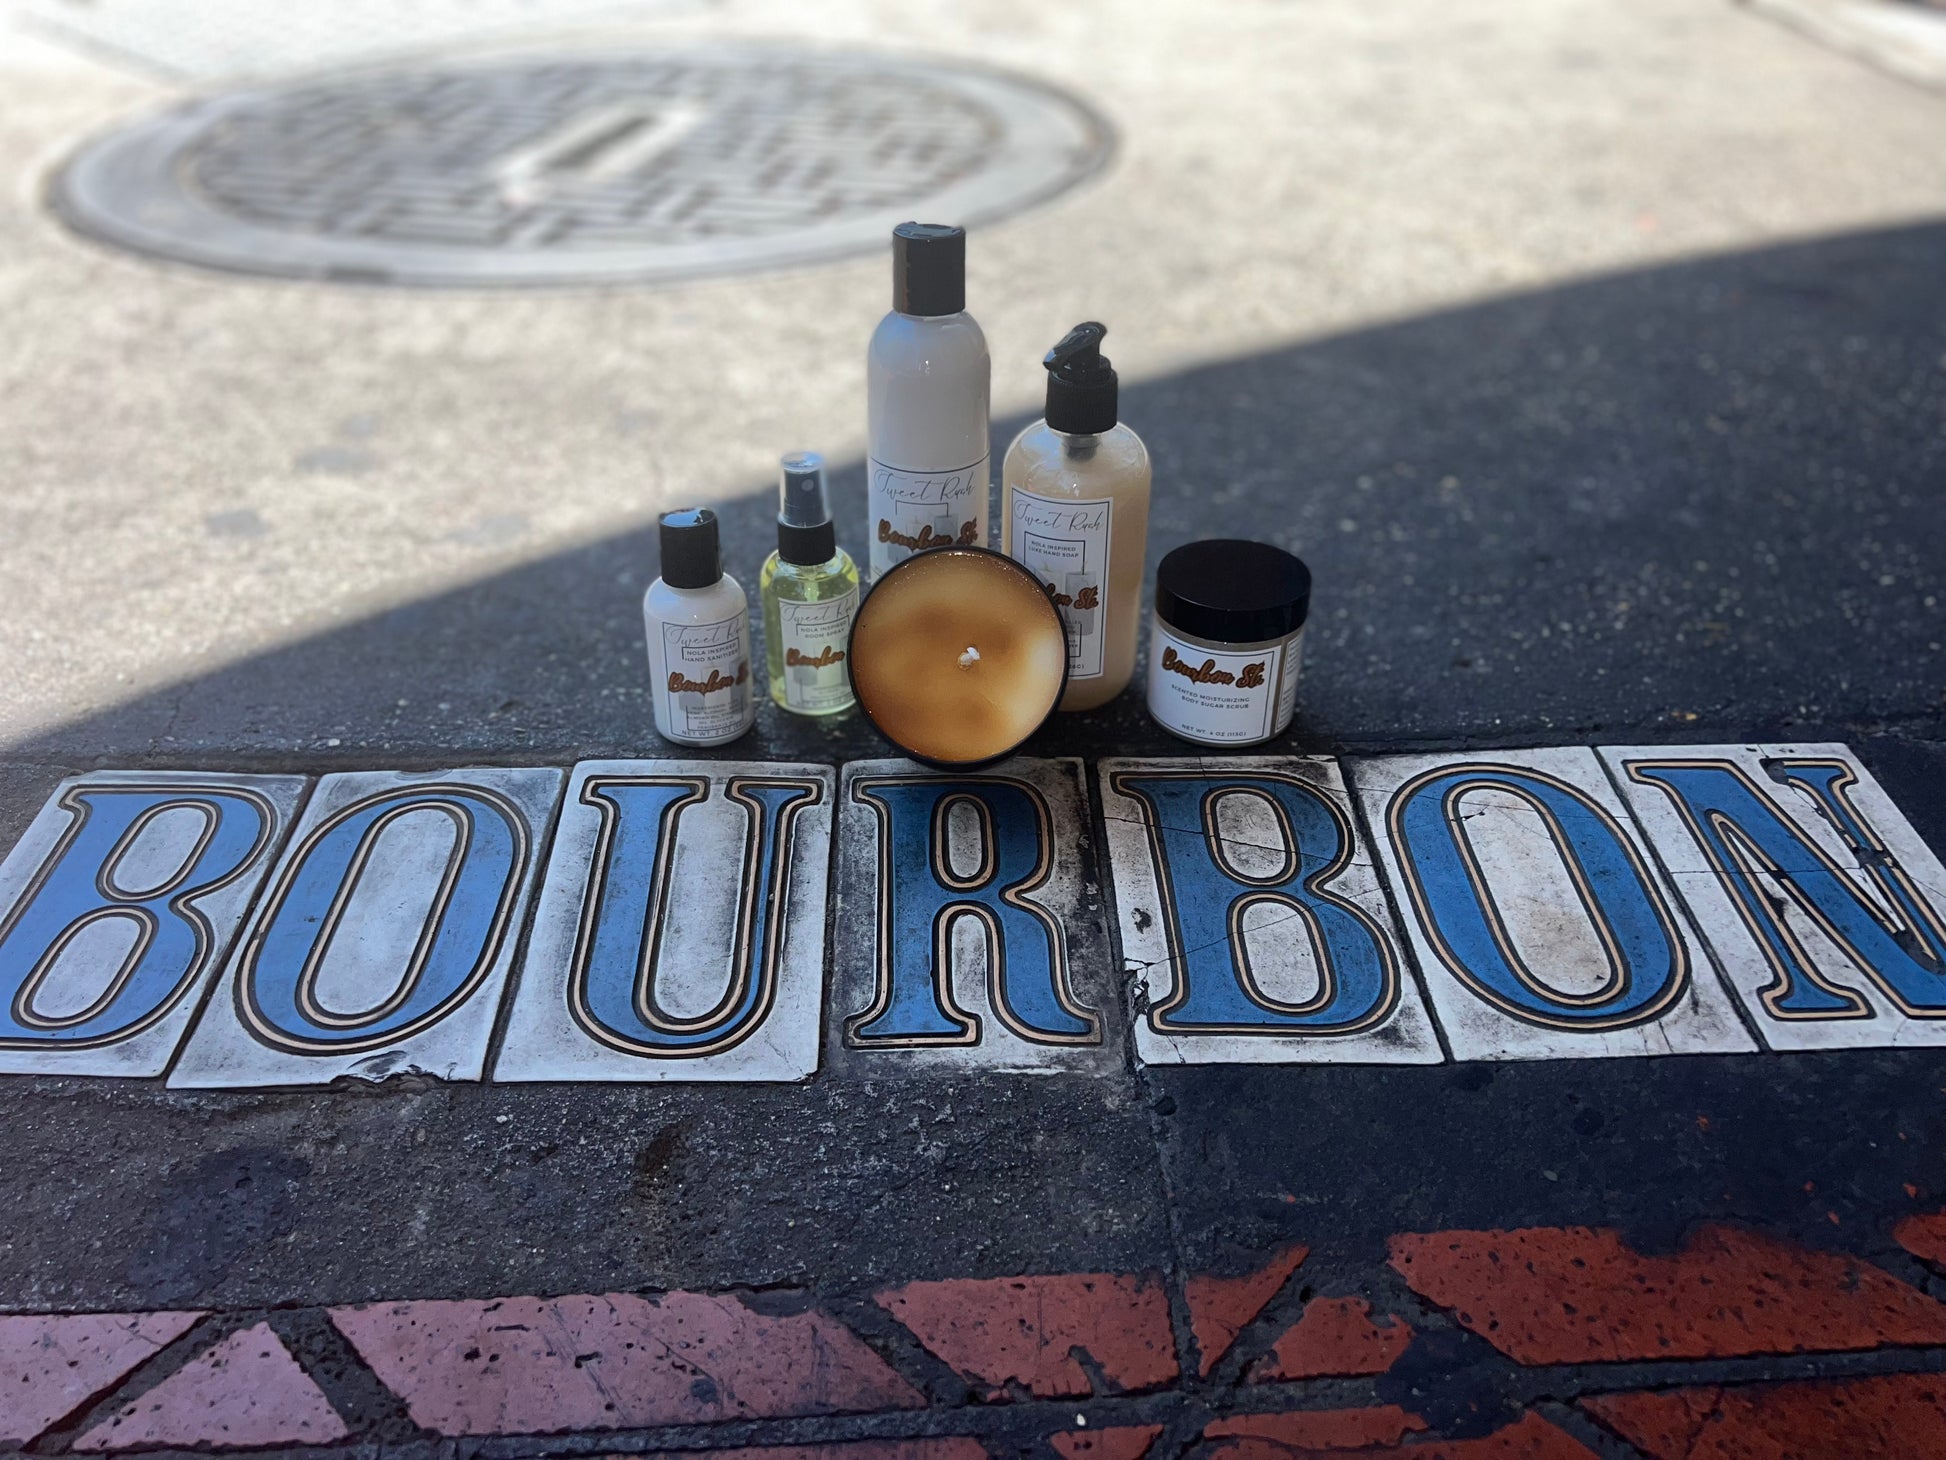 Sweet Rush
Bourbon St.
Sweet Rush
NOLA INSPIRED
LUXE HAND SOAP
St.
Sweet Rush
NOLA INSPIRED
ROOM SPRAY
Bourbon
Sweet Rush
NOLA INSPIRED
HAND SANITIZER
Bourbon
NET WT. 2 OZ
Bourbon St.
SCENTED MOISTURIZING
BODY SUGAR SCRUB
NET WT. 4 OZ (113G)
BOURBON